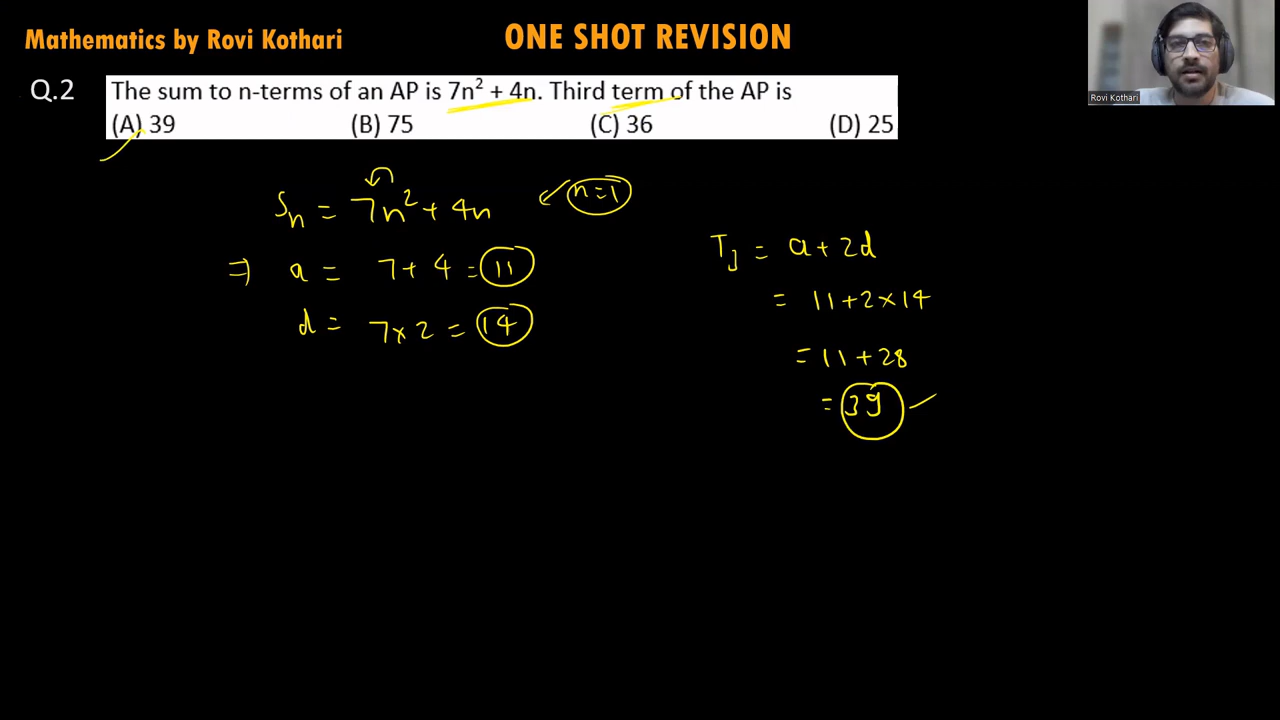 Mathematics by Rovi Kothari
ONE SHOT REVISION
Rovi Kothari
Q.2
The sum to n-terms of an AP is 7n² + 4n. Third term of the AP is
(A) 39 (B) 75 (C) 36 (D) 25
Sn = 7n² + 4n n=1
⇒ a = 7+4 = 11
d = 7×2 = 14
T3 = a+2d
= 11+2×14
= 11+28
= 39